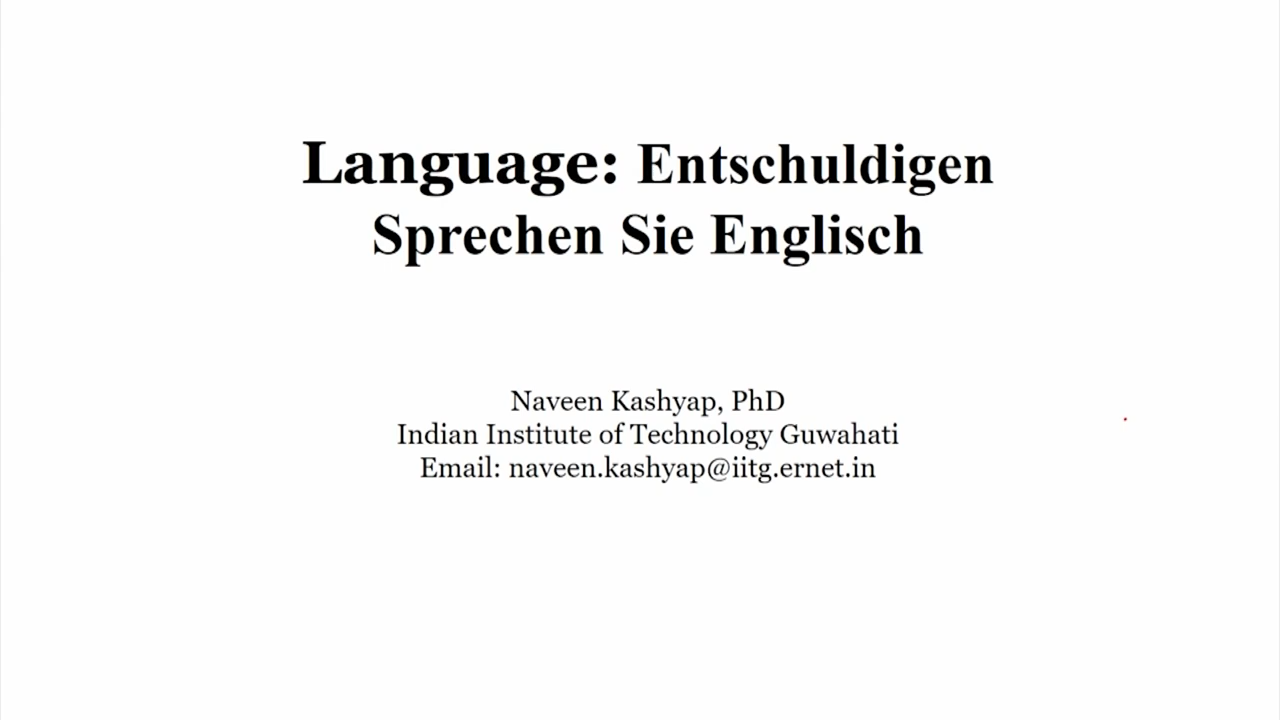 Language: Entschuldigen
Sprechen Sie Englisch
Naveen Kashyap, PhD
Indian Institute of Technology Guwahati
Email: naveen.kashyap@iitg.ernet.in